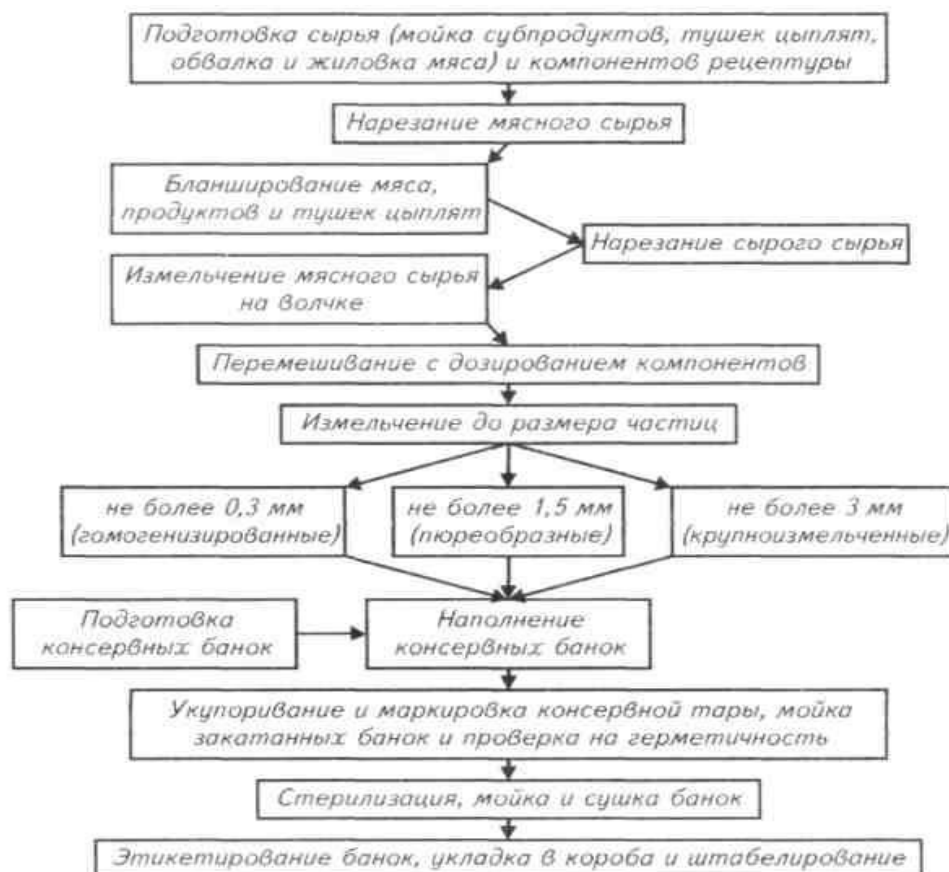 Подготовка сырья (мойка субпродуктов, тушек цыплят,
обвалка и жиловка мяса) и компонентов рецептуры
Нарезание мясного сырья
Бланширование мяса,
продуктов и тушек цыплят
Нарезание сырого сырья
Измельчение мясного сырья
на волчке
Перемешивание с дозированием компонентов
Измельчение до размера частиц
не более 0,3 мм
(гомогенизированные)
не более 1,5 мм
(пюреобразные)
не более 3 мм
(крупноизмельченные)
Подготовка
консервных банок
Наполнение
консервных банок
Укупоривание и маркировка консервной тары, мойка
закатанных банок и проверка на герметичность
Стерилизация, мойка и сушка банок
Этикетирование банок, укладка в короба и штабелирование